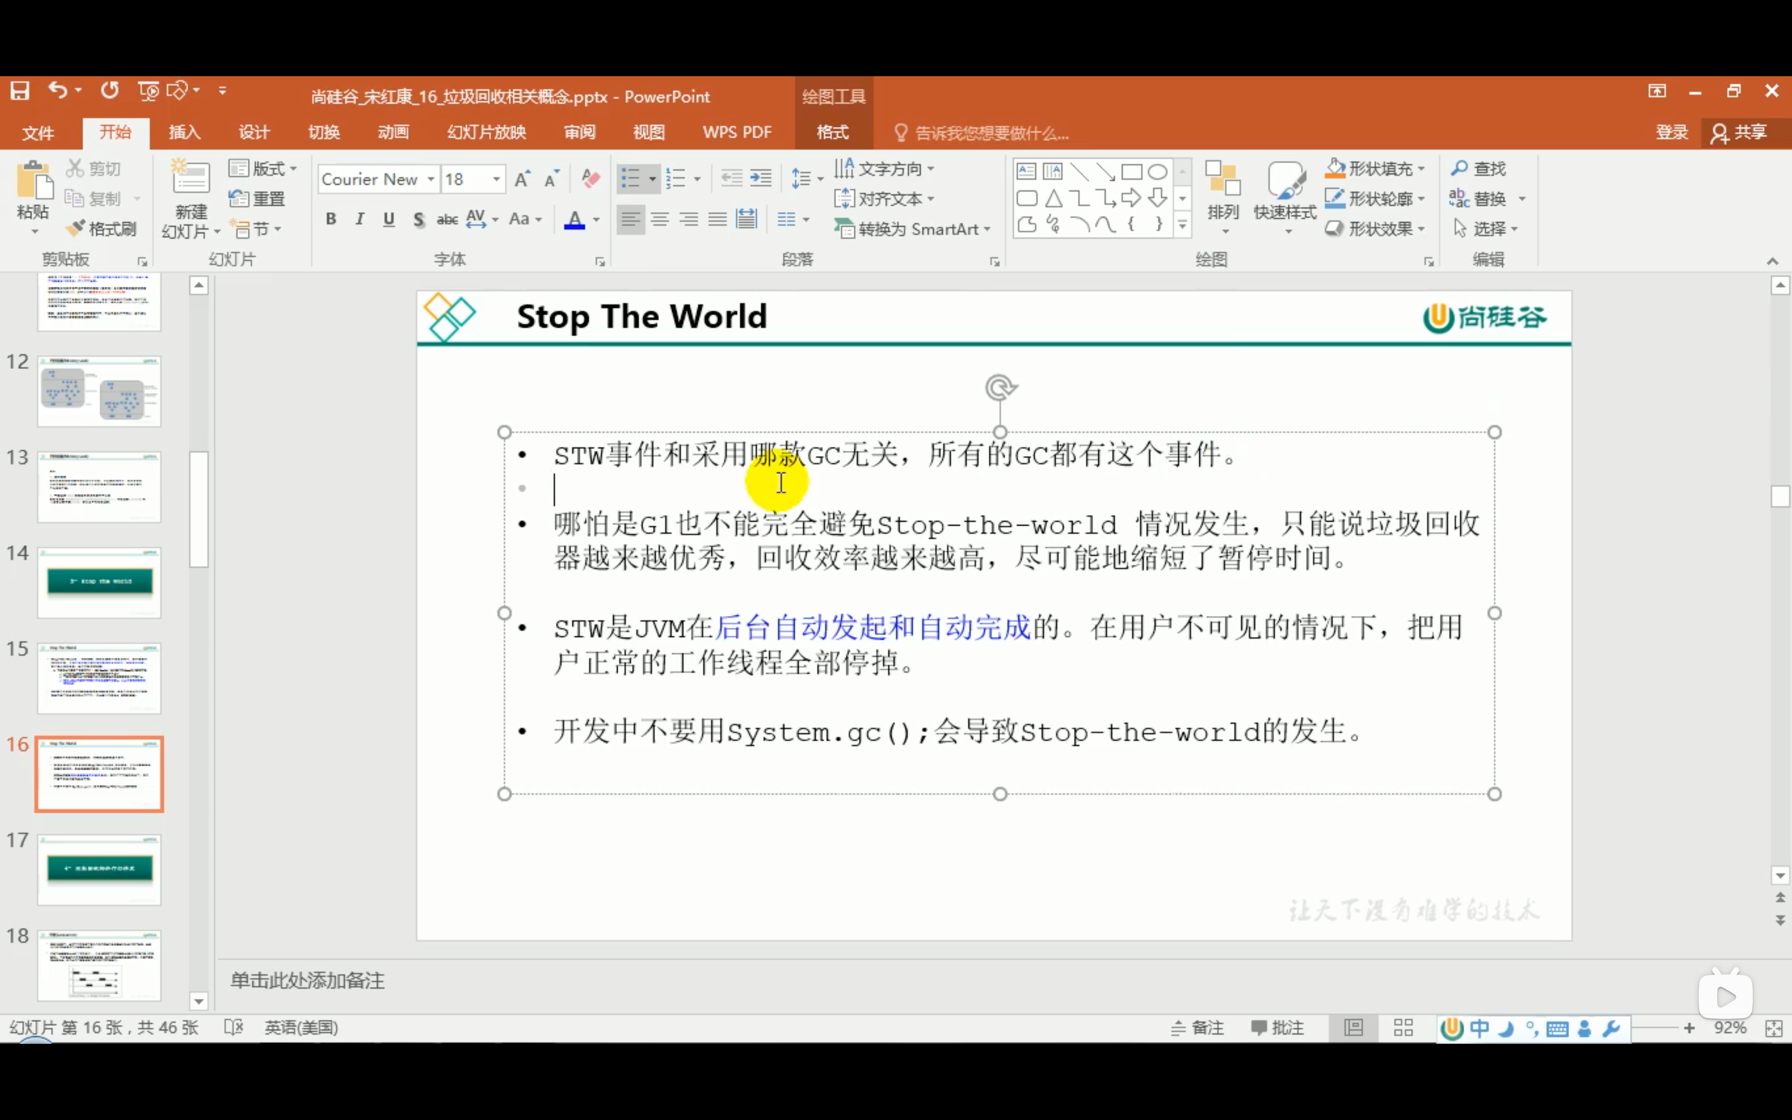 尚硅谷_宋红康_16_垃圾回收相关概念.pptx - PowerPoint
绘图工具
文件 开始 插入 设计 切换 动画 幻灯片放映 审阅 视图 WPS PDF 格式 告诉我您想要做什么... 登录 共享
粘贴
剪切
复制
格式刷
剪贴板
新建
幻灯片
版式
重置
节
幻灯片
Courier New 18
B I U S abc AV Aa A
字体
文字方向
对齐文本
转换为 SmartArt
段落
排列
快速样式
形状填充
形状轮廓
形状效果
绘图
查找
替换
选择
编辑
12
13
14
3- Stop the World
15
16
17
18
Stop The World
尚硅谷
• STW事件和采用哪款GC无关，所有的GC都有这个事件。
• 哪怕是G1也不能完全避免Stop-the-world 情况发生，只能说垃圾回收
器越来越优秀，回收效率越来越高，尽可能地缩短了暂停时间。
• STW是JVM在后台自动发起和自动完成的。在用户不可见的情况下，把用
户正常的工作线程全部停掉。
• 开发中不要用System.gc();会导致Stop-the-world的发生。
让天下没有难学的技术
单击此处添加备注
幻灯片 第 16 张，共 46 张 英语(美国) 备注 批注 中 92%